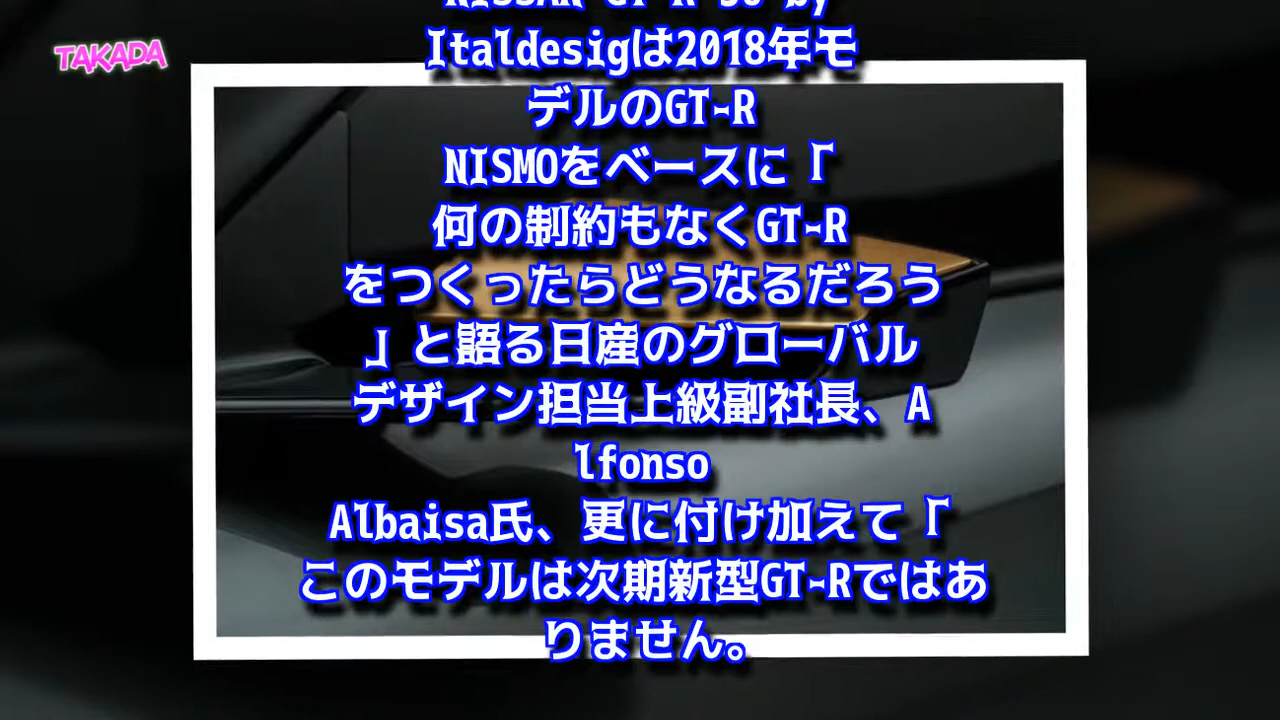 TAKADA
NISSAN GT-R 50 by
Italdesigは2018年モ
デルのGT-R
NISMOをベースに「
何の制約もなくGT-R
をつくったらどうなるだろう
」と語る日産のグローバル
デザイン担当上級副社長、A
lfonso
Albaisa氏、更に付け加えて「
このモデルは次期新型GT-Rではあ
りません。